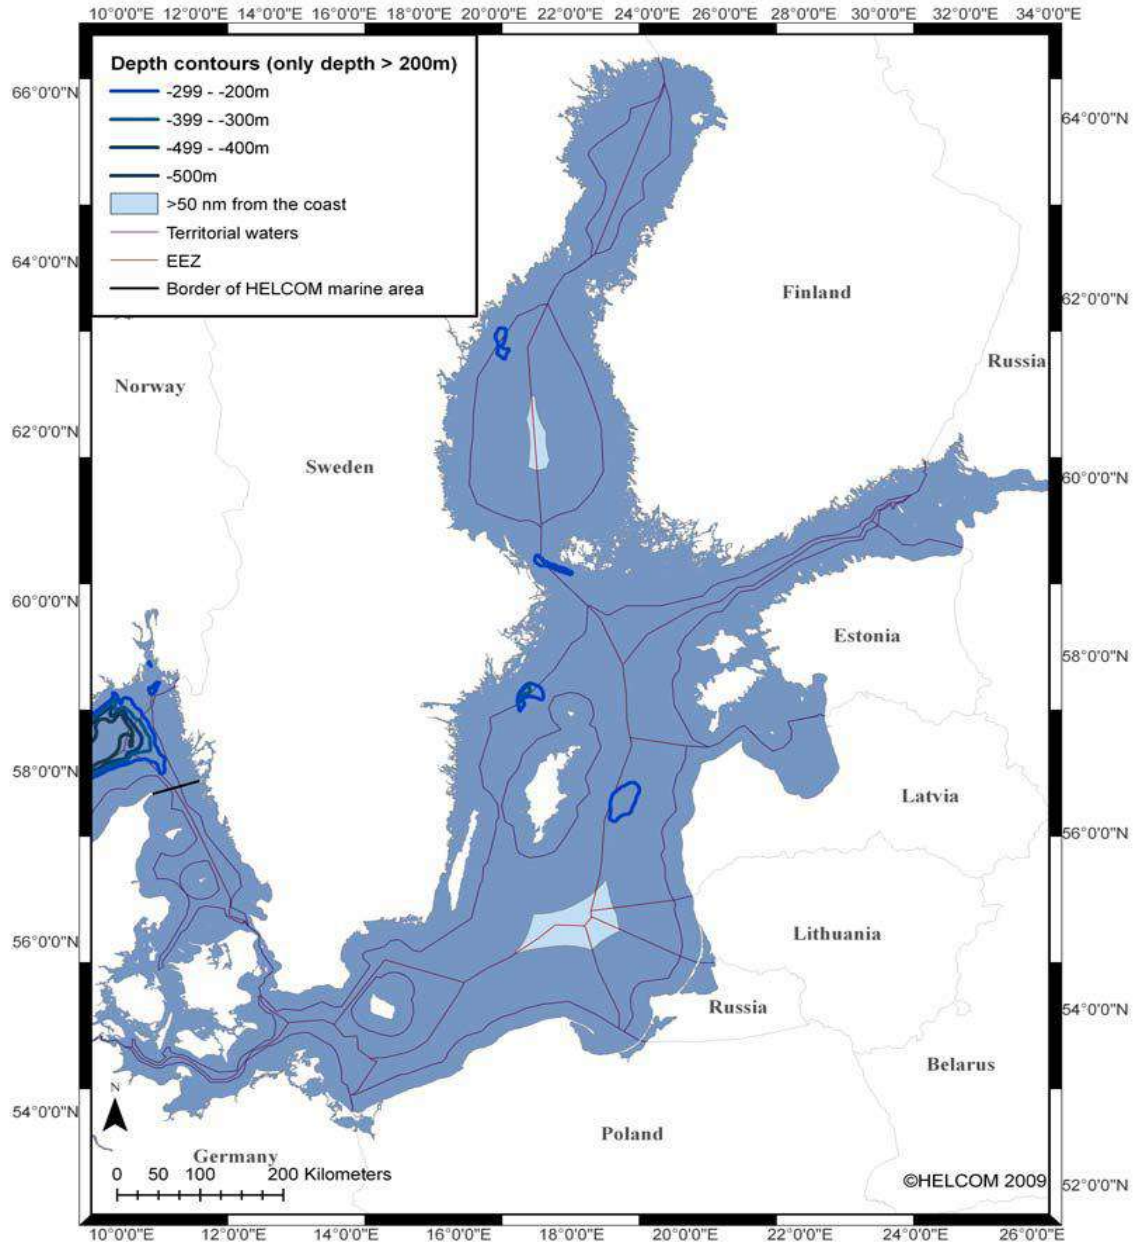 10°0'0"E 12°0'0"E 14°0'0"E 16°0'0"E 18°0'0"E 20°0'0"E 22°0'0"E 24°0'0"E 26°0'0"E 28°0'0"E 30°0'0"E 32°0'0"E 34°0'0"E
Depth contours (only depth > 200m)
-299 - -200m
-399 - -300m
-499 - -400m
-500m
>50 nm from the coast
Territorial waters
EEZ
Border of HELCOM marine area
66°0'0"N
64°0'0"N
64°0'0"N
Finland
62°0'0"N
Russia
Norway
62°0'0"N
Sweden
60°0'0"N
60°0'0"N
Estonia
58°0'0"N
58°0'0"N
Latvia
56°0'0"N
Lithuania
56°0'0"N
Russia
54°0'0"N
Belarus
N
54°0'0"N
Poland
Germany
0 50 100 200 Kilometers
©HELCOM 2009
52°0'0"N
10°0'0"E 12°0'0"E 14°0'0"E 16°0'0"E 18°0'0"E 20°0'0"E 22°0'0"E 24°0'0"E 26°0'0"E